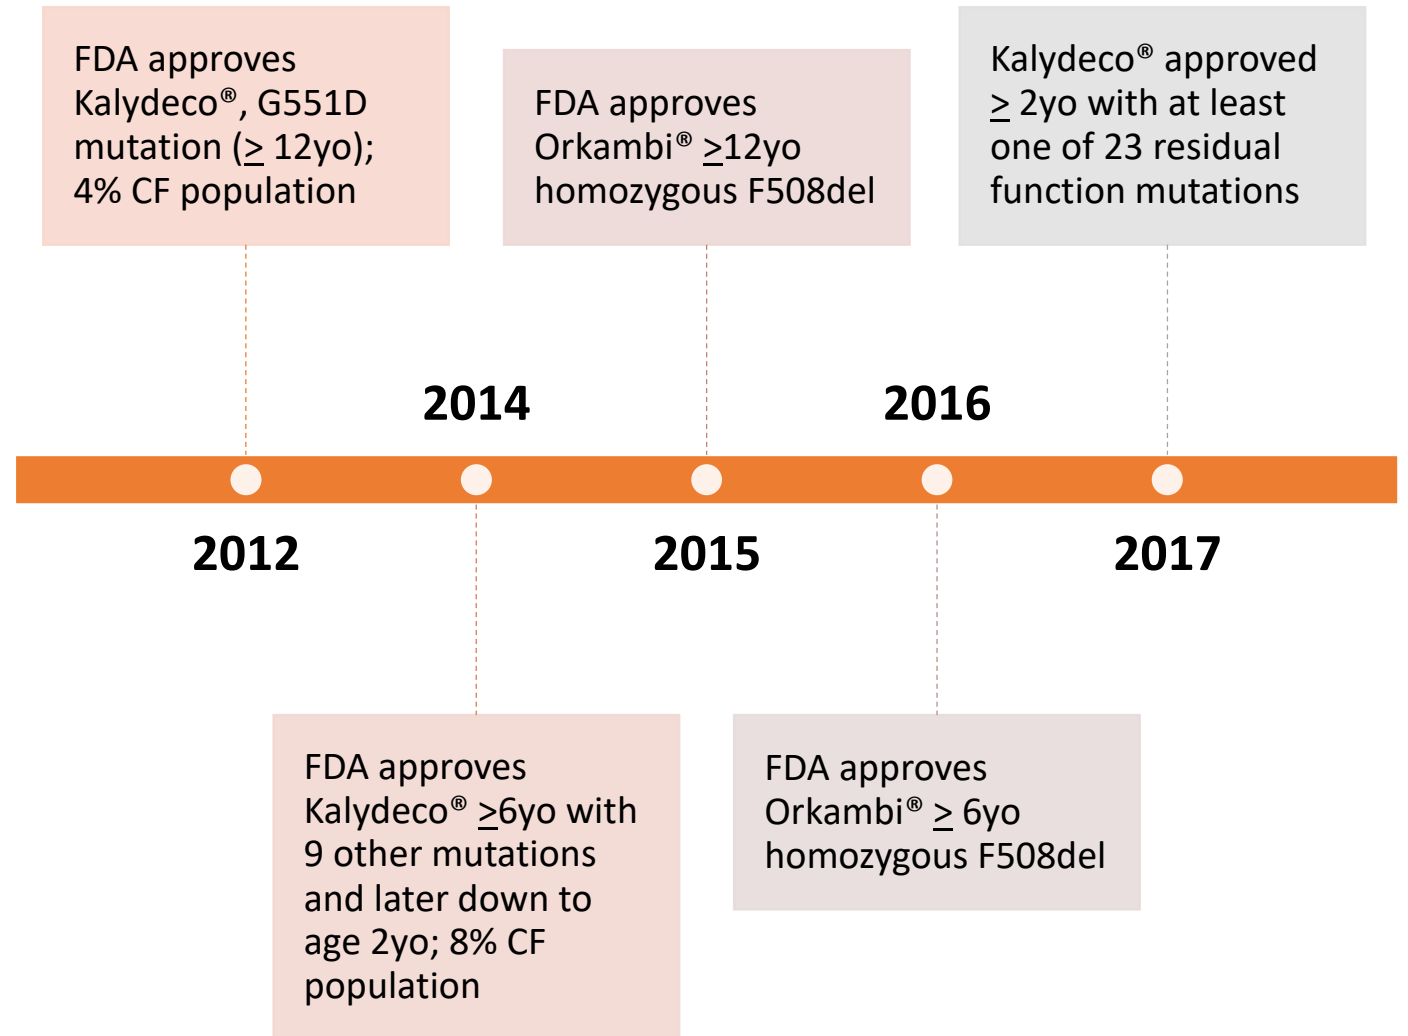 FDA approves
Kalydeco®, G551D
mutation (≥ 12yo);
4% CF population
FDA approves
Orkambi® ≥12yo
homozygous F508del
Kalydeco® approved
≥ 2yo with at least
one of 23 residual
function mutations
2014
2016
2012
2015
2017
FDA approves
Kalydeco® ≥6yo with
9 other mutations
and later down to
age 2yo; 8% CF
population
FDA approves
Orkambi® ≥ 6yo
homozygous F508del